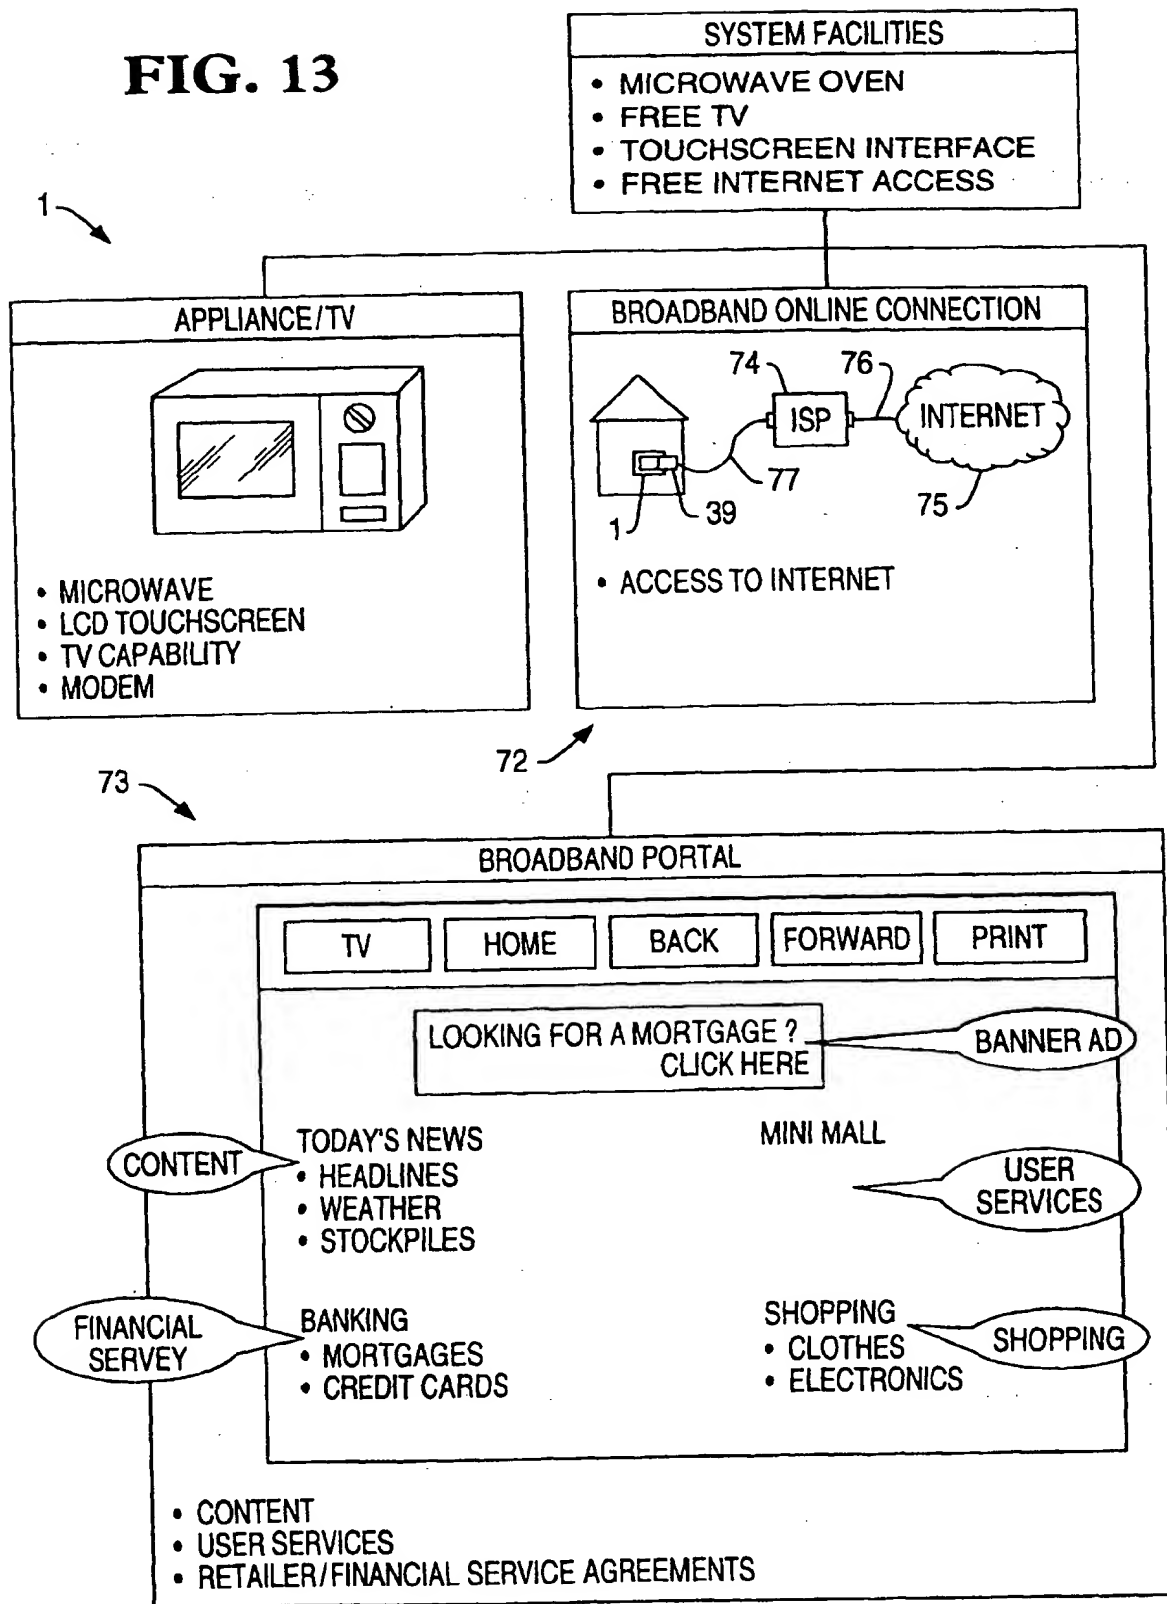 FIG. 13
SYSTEM FACILITIES
• MICROWAVE OVEN
• FREE TV
• TOUCHSCREEN INTERFACE
• FREE INTERNET ACCESS
1
APPLIANCE/TV
• MICROWAVE
• LCD TOUCHSCREEN
• TV CAPABILITY
• MODEM
BROADBAND ONLINE CONNECTION
74
76
ISP
INTERNET
1
39
77
75
• ACCESS TO INTERNET
72
73
BROADBAND PORTAL
TV
HOME
BACK
FORWARD
PRINT
LOOKING FOR A MORTGAGE ?
CLICK HERE
BANNER AD
CONTENT
TODAY'S NEWS
• HEADLINES
• WEATHER
• STOCKPILES
MINI MALL
USER
SERVICES
FINANCIAL
SERVEY
BANKING
• MORTGAGES
• CREDIT CARDS
SHOPPING
• CLOTHES
• ELECTRONICS
SHOPPING
• CONTENT
• USER SERVICES
• RETAILER/FINANCIAL SERVICE AGREEMENTS